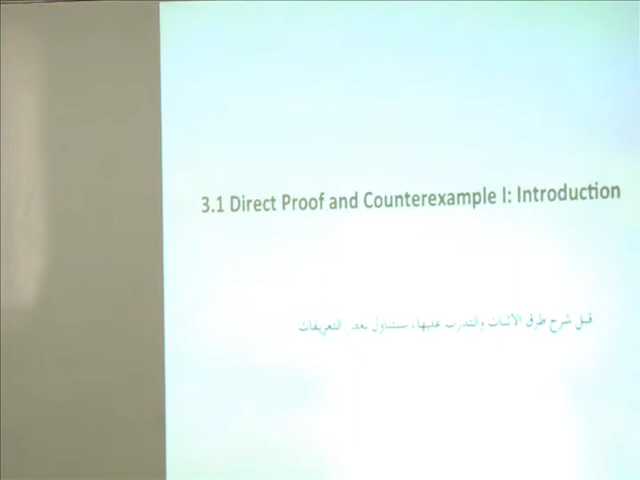 3.1 Direct Proof and Counterexample I: Introduction
قبل شرح طرق الاثبات والتدرب عليها، سنتناول بعض التعريفات